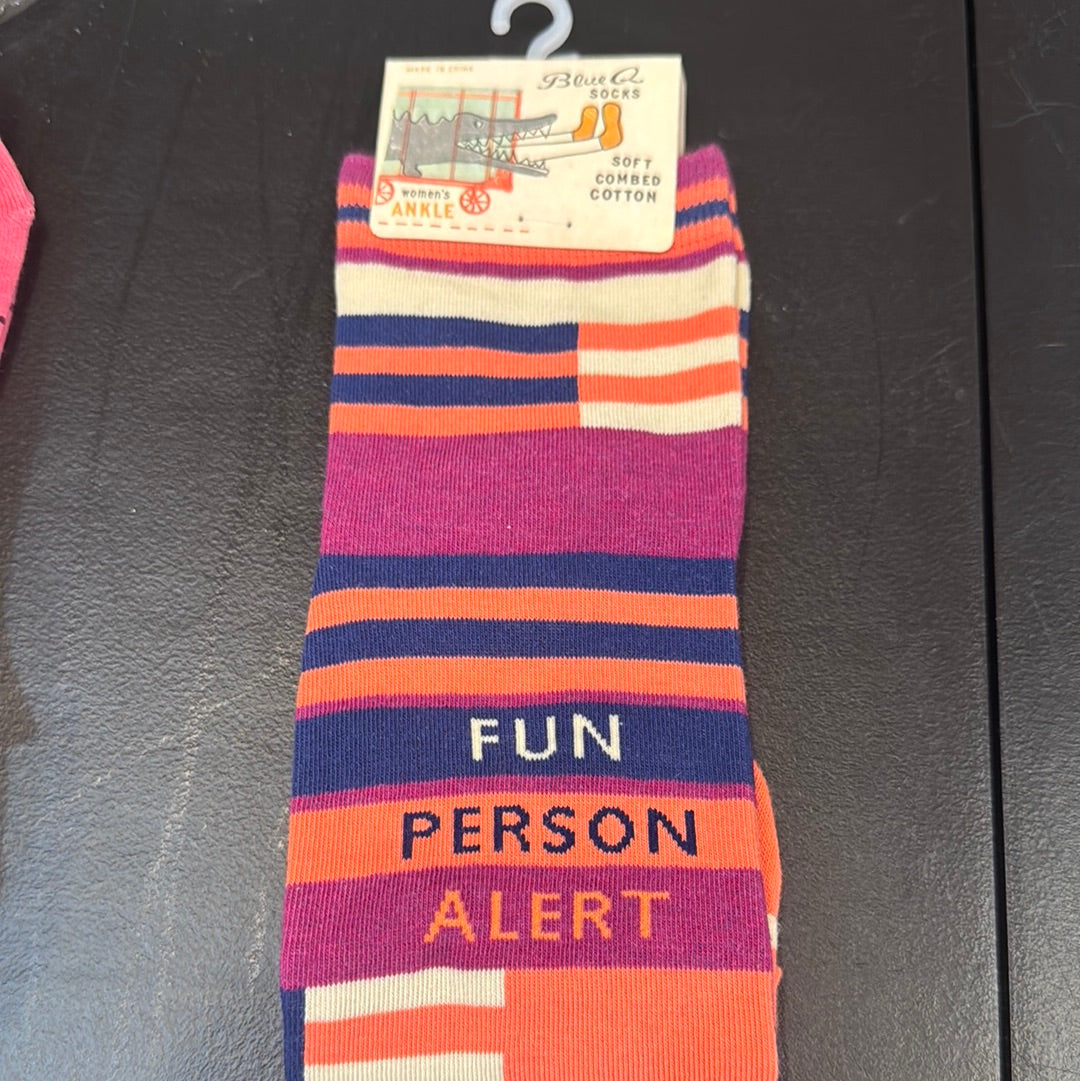 MADE IN CHINA
Blue Q
SOCKS
SOFT
COMBED
COTTON
women's
ANKLE
FUN
PERSON
ALERT